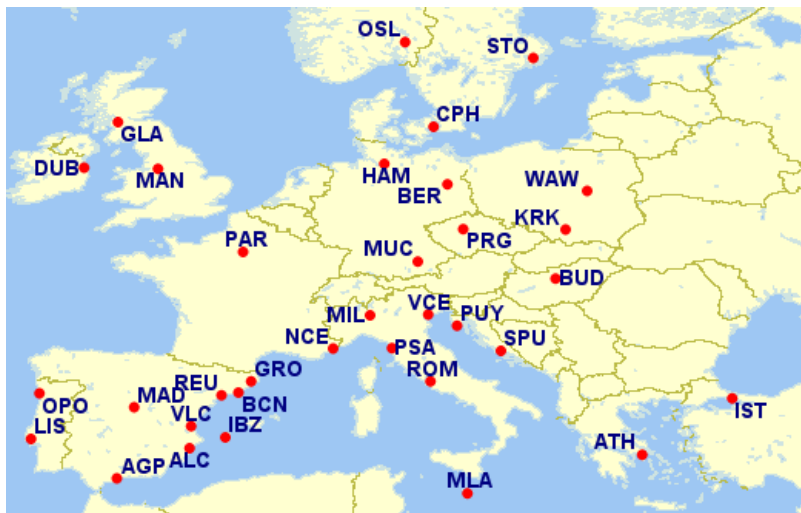 OSL
STO
CPH
GLA
DUB
MAN
HAM
BER
WAW
KRK
PAR
PRG
MUC
BUD
VCE
MIL
PUY
NCE
PSA
SPU
GRO
ROM
REU
MAD
BCN
OPO
VLC
IST
LIS
IBZ
ATH
ALC
AGP
MLA